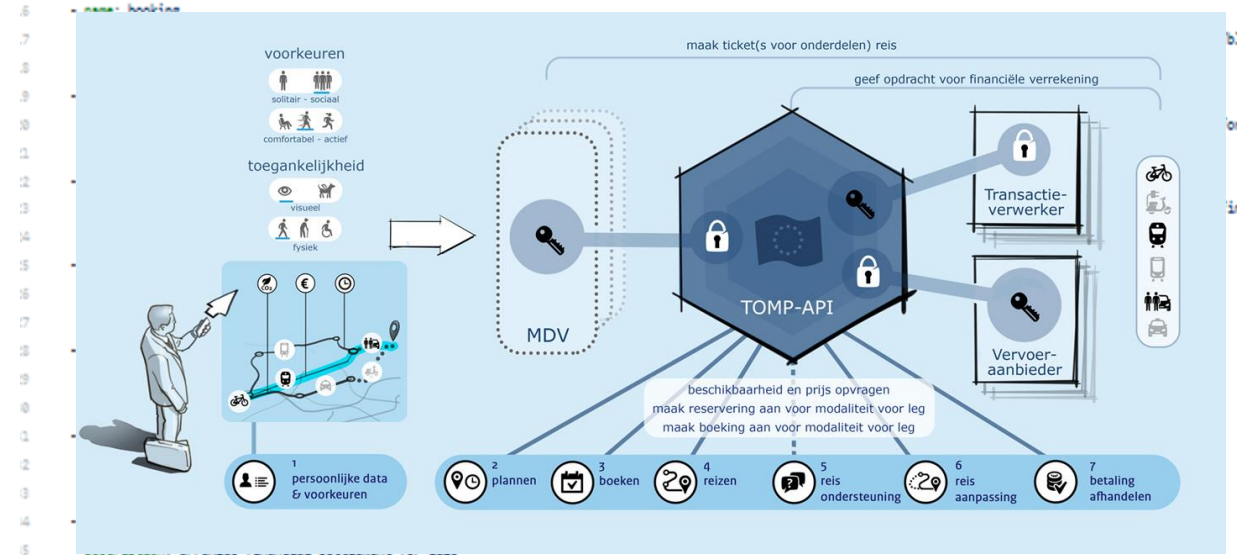 name: booking
voorkeuren
solitair - sociaal
comfortabel - actief
toegankelijkheid
visueel
fysiek
CO₂
€
maak ticket(s voor onderdelen) reis
geef opdracht voor financiële verrekening
MDV
TOMP-API
Transactie-
verwerker
Vervoer-
aanbieder
beschikbaarheid en prijs opvragen
maak reservering aan voor modaliteit voor leg
maak boeking aan voor modaliteit voor leg
1
persoonlijke data
& voorkeuren
2
plannen
3
boeken
4
reizen
5
reis
ondersteuning
6
reis
aanpassing
7
betaling
afhandelen